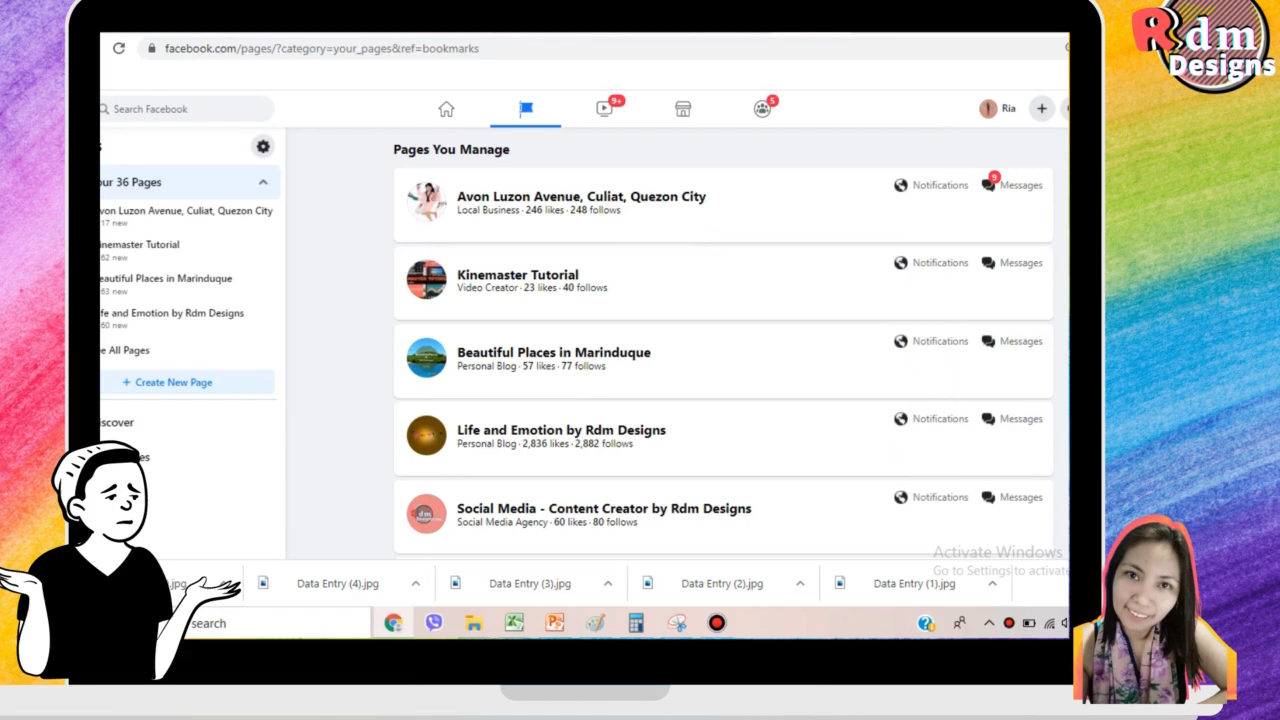 Rdm
Designs
facebook.com/pages/?category=your_pages&ref=bookmarks
Search Facebook
9+
5
Ria
our 36 Pages
von Luzon Avenue, Culiat, Quezon City
17 new
inemaster Tutorial
62 new
eautiful Places in Marinduque
63 new
fe and Emotion by Rdm Designs
60 new
e All Pages
+ Create New Page
iscover
es
Pages You Manage
Avon Luzon Avenue, Culiat, Quezon City
Local Business · 246 likes · 248 follows
Notifications
9
Messages
Kinemaster Tutorial
Video Creator · 23 likes · 40 follows
Notifications
Messages
Beautiful Places in Marinduque
Personal Blog · 57 likes · 77 follows
Notifications
Messages
Life and Emotion by Rdm Designs
Personal Blog · 2,836 likes · 2,882 follows
Notifications
Messages
Social Media - Content Creator by Rdm Designs
Social Media Agency · 60 likes · 80 follows
Notifications
Messages
Activate Windows
Go to Settings to activate
.jpg
Data Entry (4).jpg
Data Entry (3).jpg
Data Entry (2).jpg
Data Entry (1).jpg
search